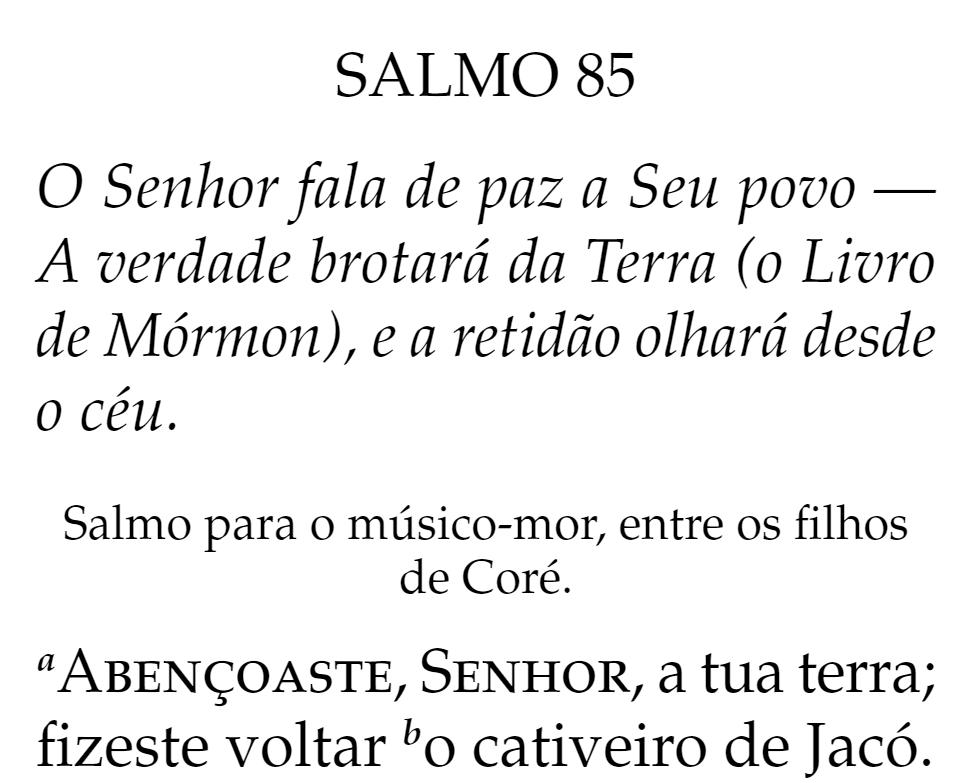 SALMO 85
O Senhor fala de paz a Seu povo —
A verdade brotará da Terra (o Livro
de Mórmon), e a retidão olhará desde
o céu.
Salmo para o músico-mor, entre os filhos
de Coré.
aABENÇOASTE, SENHOR, a tua terra;
fizeste voltar bo cativeiro de Jacó.